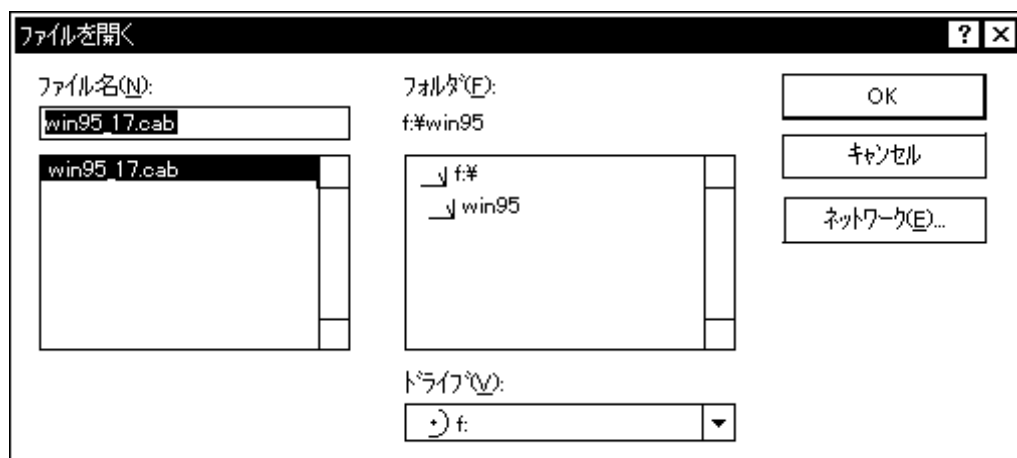 ﾌｧｲﾙを開く
ﾌｧｲﾙ名(N):
win95_17.cab
win95_17.cab
ﾌｫﾙﾀﾞ(F):
f:¥win95
f:¥
win95
ﾄﾞﾗｲﾌﾞ(V):
f:
OK
ｷｬﾝｾﾙ
ﾈｯﾄﾜｰｸ(E)...